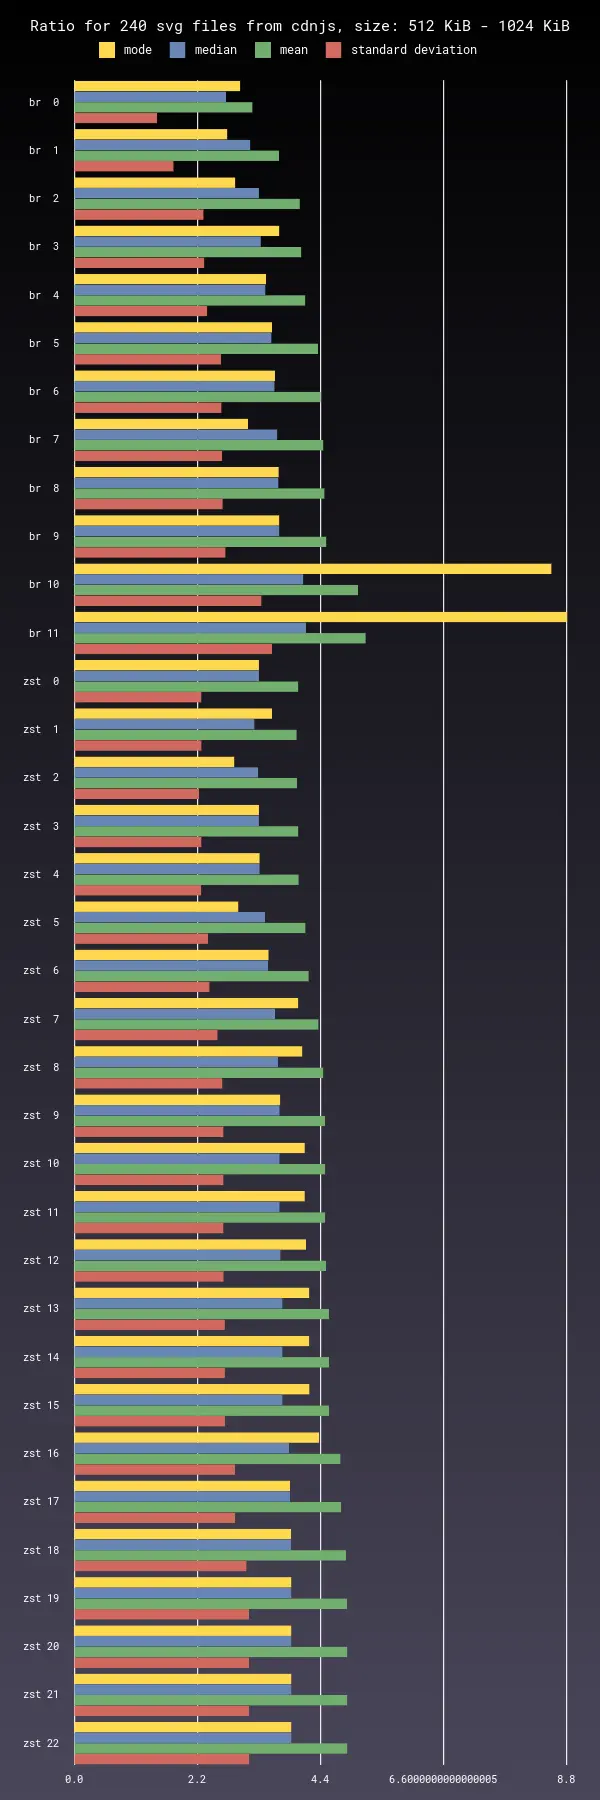 Ratio for 240 svg files from cdnjs, size: 512 KiB - 1024 KiB
mode median mean standard deviation
br 0
br 1
br 2
br 3
br 4
br 5
br 6
br 7
br 8
br 9
br 10
br 11
zst 0
zst 1
zst 2
zst 3
zst 4
zst 5
zst 6
zst 7
zst 8
zst 9
zst 10
zst 11
zst 12
zst 13
zst 14
zst 15
zst 16
zst 17
zst 18
zst 19
zst 20
zst 21
zst 22
0.0 2.2 4.4 6.6000000000000005 8.8